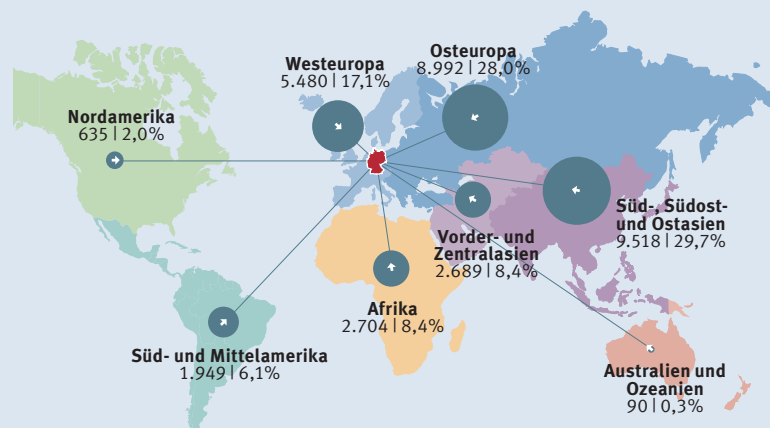 Westeuropa
5.480 | 17,1%
Osteuropa
8.992 | 28,0%
Nordamerika
635 | 2,0%
Süd-, Südost-
und Ostasien
9.518 | 29,7%
Vorder- und
Zentralasien
2.689 | 8,4%
Afrika
2.704 | 8,4%
Süd- und Mittelamerika
1.949 | 6,1%
Australien und
Ozeanien
90 | 0,3%